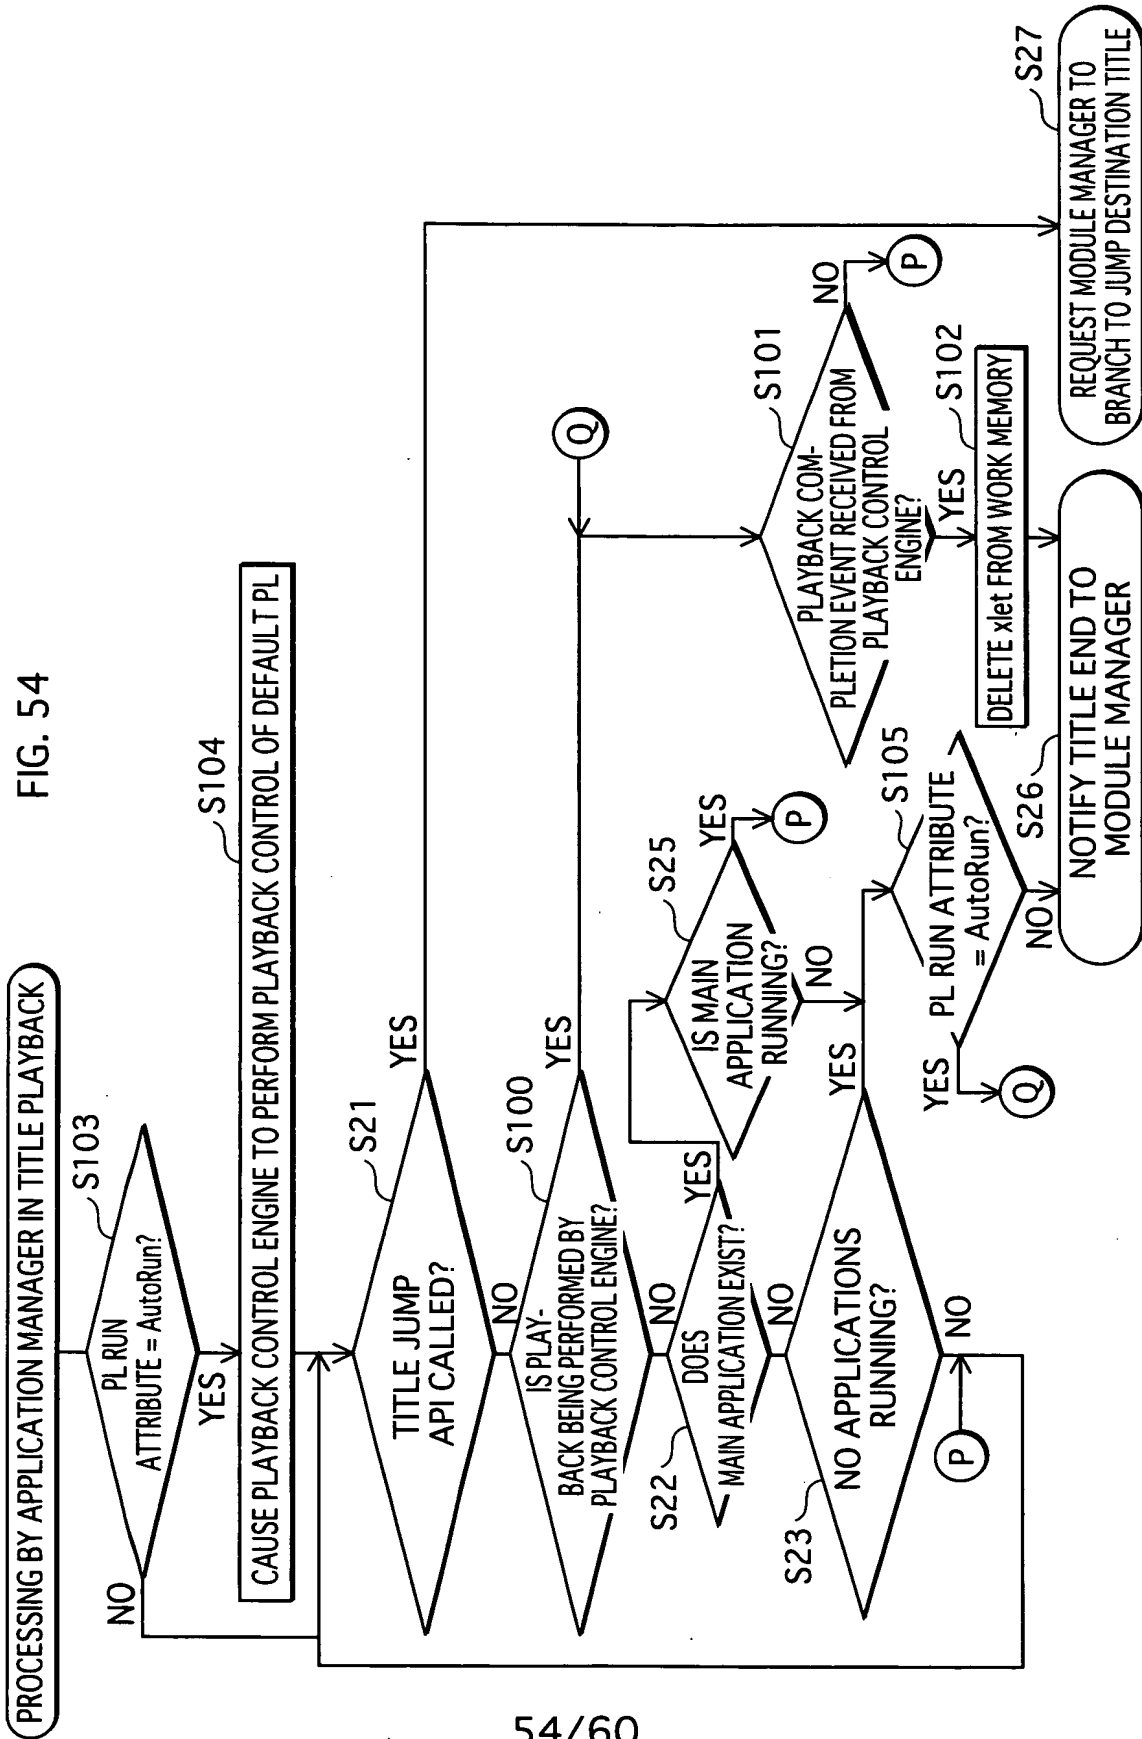 FIG. 54
PROCESSING BY APPLICATION MANAGER IN TITLE PLAYBACK
S103
PL RUN
ATTRIBUTE = AutoRun?
NO
YES
S104
CAUSE PLAYBACK CONTROL ENGINE TO PERFORM PLAYBACK CONTROL OF DEFAULT PL
S21
TITLE JUMP
API CALLED?
YES
NO
S100
IS PLAY-
BACK BEING PERFORMED BY
PLAYBACK CONTROL ENGINE?
YES
NO
Q
S22
DOES
MAIN APPLICATION EXIST?
YES
NO
S25
IS MAIN
APPLICATION
RUNNING?
YES
P
NO
S101
PLAYBACK COM-
PLETION EVENT RECEIVED FROM
PLAYBACK CONTROL
ENGINE?
NO
P
YES
S102
DELETE xlet FROM WORK MEMORY
S23
NO APPLICATIONS
RUNNING?
YES
NO
P
S105
PL RUN ATTRIBUTE
= AutoRun?
YES
Q
NO
S26
NOTIFY TITLE END TO
MODULE MANAGER
S27
REQUEST MODULE MANAGER TO
BRANCH TO JUMP DESTINATION TITLE
54/60